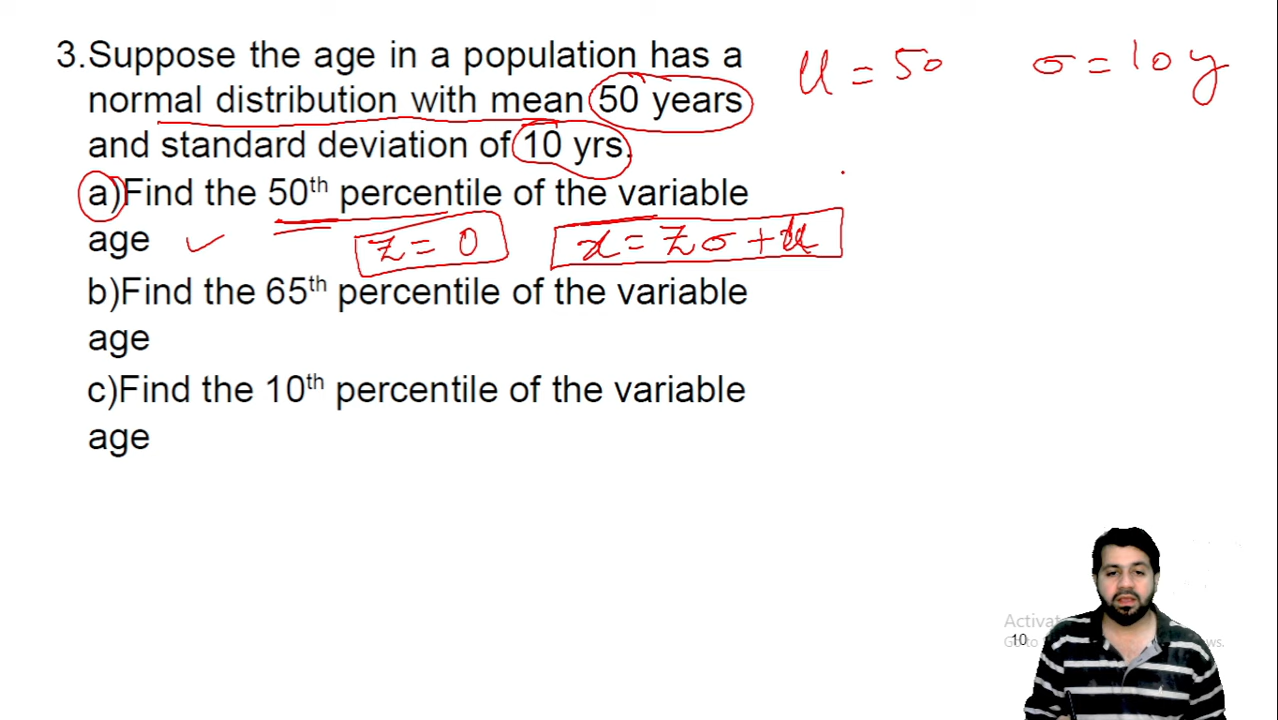 3.Suppose the age in a population has a
normal distribution with mean 50 years
and standard deviation of 10 yrs.
μ = 50 σ = 10 y
a)Find the 50th percentile of the variable
age
z = 0 x = zσ + μ
b)Find the 65th percentile of the variable
age
c)Find the 10th percentile of the variable
age
Activat
10